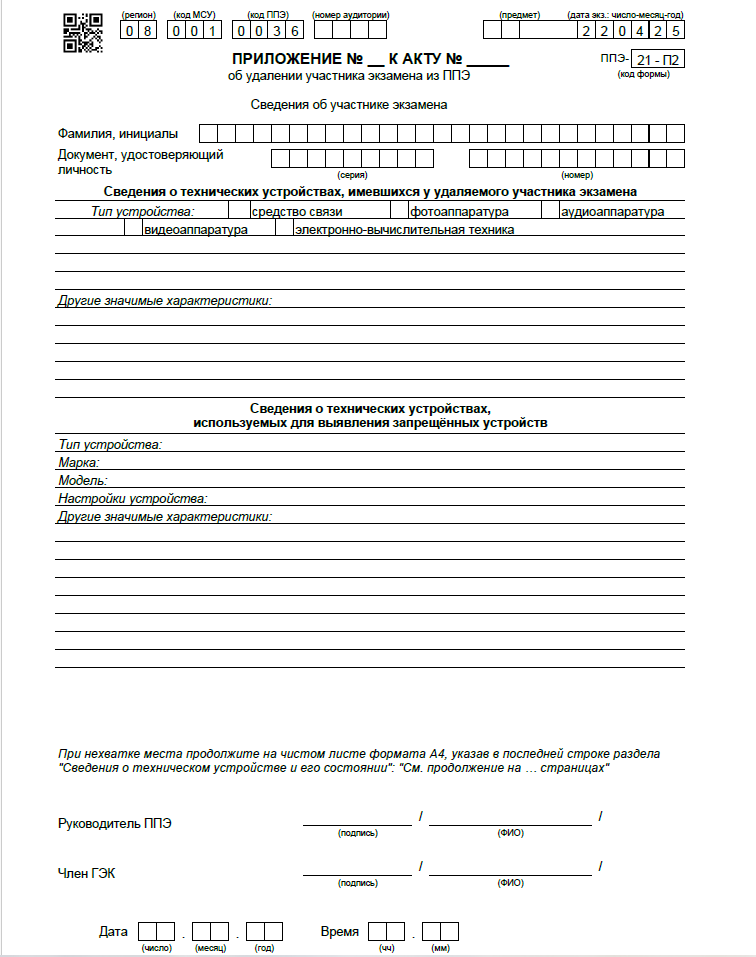 (регион) (код МСУ) (код ППЭ) (номер аудитории) (предмет) (дата экз.: число-месяц-год)
08 001 0036 220425
ПРИЛОЖЕНИЕ № __ К АКТУ № _____
ППЭ- 21 - П2
об удалении участника экзамена из ППЭ
(код формы)
Сведения об участнике экзамена
Фамилия, инициалы
Документ, удостоверяющий
личность
(серия) (номер)
Сведения о технических устройствах, имевшихся у удаляемого участника экзамена
Тип устройства: средство связи фотоаппаратура аудиоаппаратура
видеоаппаратура электронно-вычислительная техника
Другие значимые характеристики:
Сведения о технических устройствах,
используемых для выявления запрещённых устройств
Тип устройства:
Марка:
Модель:
Настройки устройства:
Другие значимые характеристики:
При нехватке места продолжите на чистом листе формата А4, указав в последней строке раздела
"Сведения о техническом устройстве и его состоянии": "См. продолжение на … страницах"
Руководитель ППЭ / /
(подпись) (ФИО)
Член ГЭК / /
(подпись) (ФИО)
Дата . . Время .
(число) (месяц) (год) (чч) (мм)